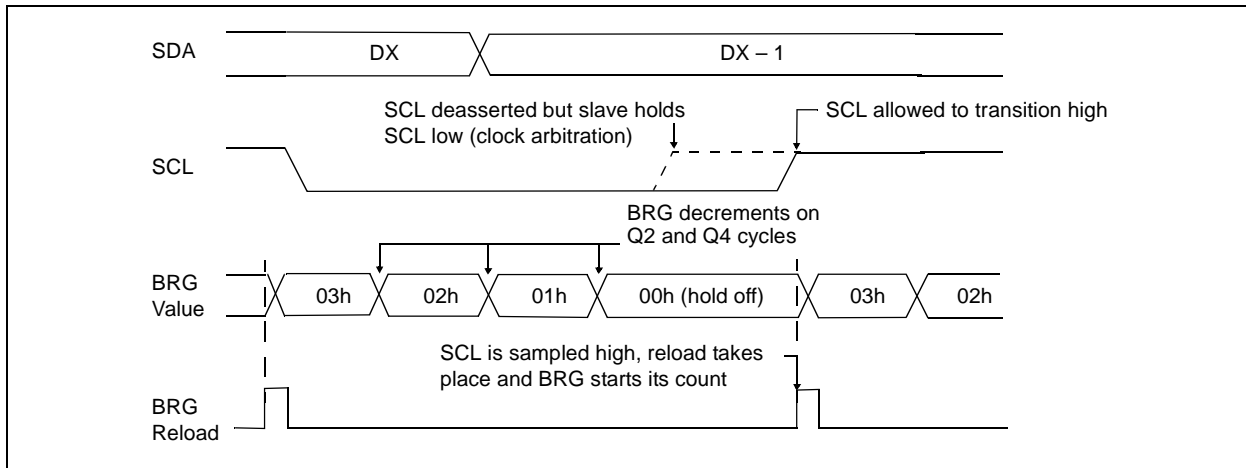 SDA
DX
DX – 1
SCL deasserted but slave holds
SCL low (clock arbitration)
SCL allowed to transition high
SCL
BRG decrements on
Q2 and Q4 cycles
BRG
Value
03h
02h
01h
00h (hold off)
03h
02h
SCL is sampled high, reload takes
place and BRG starts its count
BRG
Reload